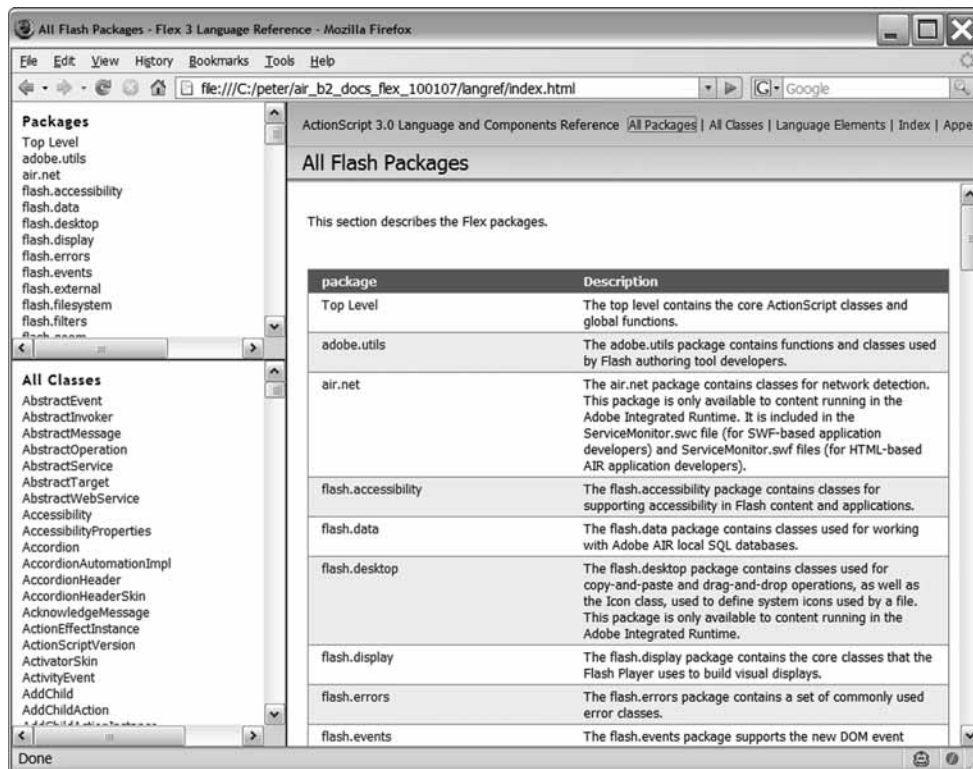 All Flash Packages - Flex 3 Language Reference - Mozilla Firefox
File Edit View History Bookmarks Tools Help
file:///C:/peter/air_b2_docs_flex_100107/langref/index.html
G Google
Packages
Top Level
adobe.utils
air.net
flash.accessibility
flash.data
flash.desktop
flash.display
flash.errors
flash.events
flash.external
flash.filesystem
flash.filters
flash.geom
All Classes
AbstractEvent
AbstractInvoker
AbstractMessage
AbstractOperation
AbstractService
AbstractTarget
AbstractWebService
Accessibility
AccessibilityProperties
Accordion
AccordionAutomationImpl
AccordionHeader
AccordionHeaderSkin
AcknowledgeMessage
ActionEffectInstance
ActionScriptVersion
ActivatorSkin
ActivityEvent
AddChild
AddChildAction
AddChildActionInstance
ActionScript 3.0 Language and Components Reference All Packages | All Classes | Language Elements | Index | Appe
All Flash Packages
This section describes the Flex packages.
package Description
Top Level The top level contains the core ActionScript classes and
global functions.
adobe.utils The adobe.utils package contains functions and classes used
by Flash authoring tool developers.
air.net The air.net package contains classes for network detection.
This package is only available to content running in the
Adobe Integrated Runtime. It is included in the
ServiceMonitor.swc file (for SWF-based application
developers) and ServiceMonitor.swf files (for HTML-based
AIR application developers).
flash.accessibility The flash.accessibility package contains classes for
supporting accessibility in Flash content and applications.
flash.data The flash.data package contains classes used for working
with Adobe AIR local SQL databases.
flash.desktop The flash.desktop package contains classes used for
copy-and-paste and drag-and-drop operations, as well as
the Icon class, used to define system icons used by a file.
This package is only available to content running in the
Adobe Integrated Runtime.
flash.display The flash.display package contains the core classes that the
Flash Player uses to build visual displays.
flash.errors The flash.errors package contains a set of commonly used
error classes.
flash.events The flash.events package supports the new DOM event
Done